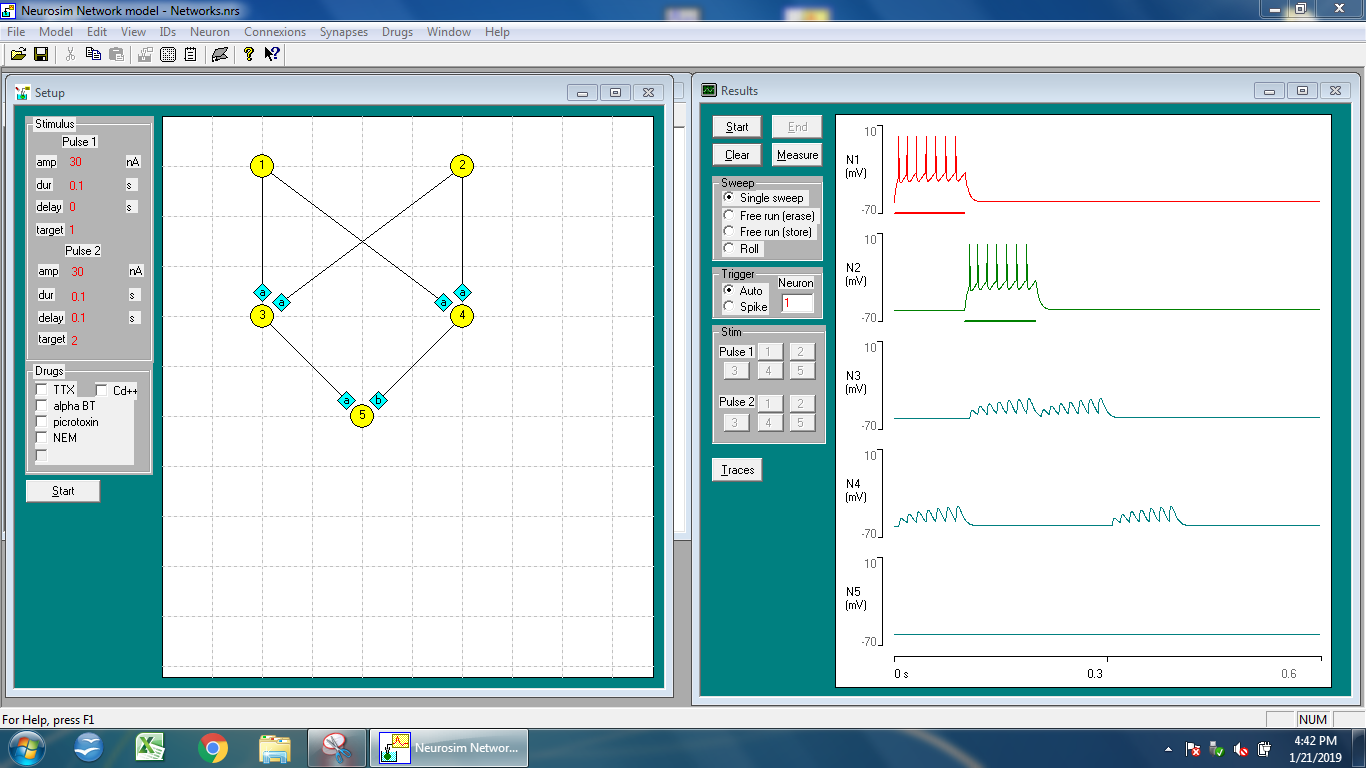 Neurosim Network model - Networks.nrs
File Model Edit View IDs Neuron Connexions Synapses Drugs Window Help
Setup
Stimulus
Pulse 1
amp 30 nA
dur 0.1 s
delay 0 s
target 1
Pulse 2
amp 30 nA
dur 0.1 s
delay 0.1 s
target 2
Drugs
TTX Cd++
alpha BT
picrotoxin
NEM
Start
1 2
a a a a
3 4
a b
5
Results
Start End
Clear Measure
Sweep
Single sweep
Free run (erase)
Free run (store)
Roll
Trigger
Auto Neuron
Spike 1
Stim
Pulse 1 1 2
3 4 5
Pulse 2 1 2
3 4 5
Traces
10
N1
(mV)
-70
10
N2
(mV)
-70
10
N3
(mV)
-70
10
N4
(mV)
-70
10
N5
(mV)
-70
0 s 0.3 0.6
For Help, press F1 NUM
Neurosim Networ...
4:42 PM
1/21/2019